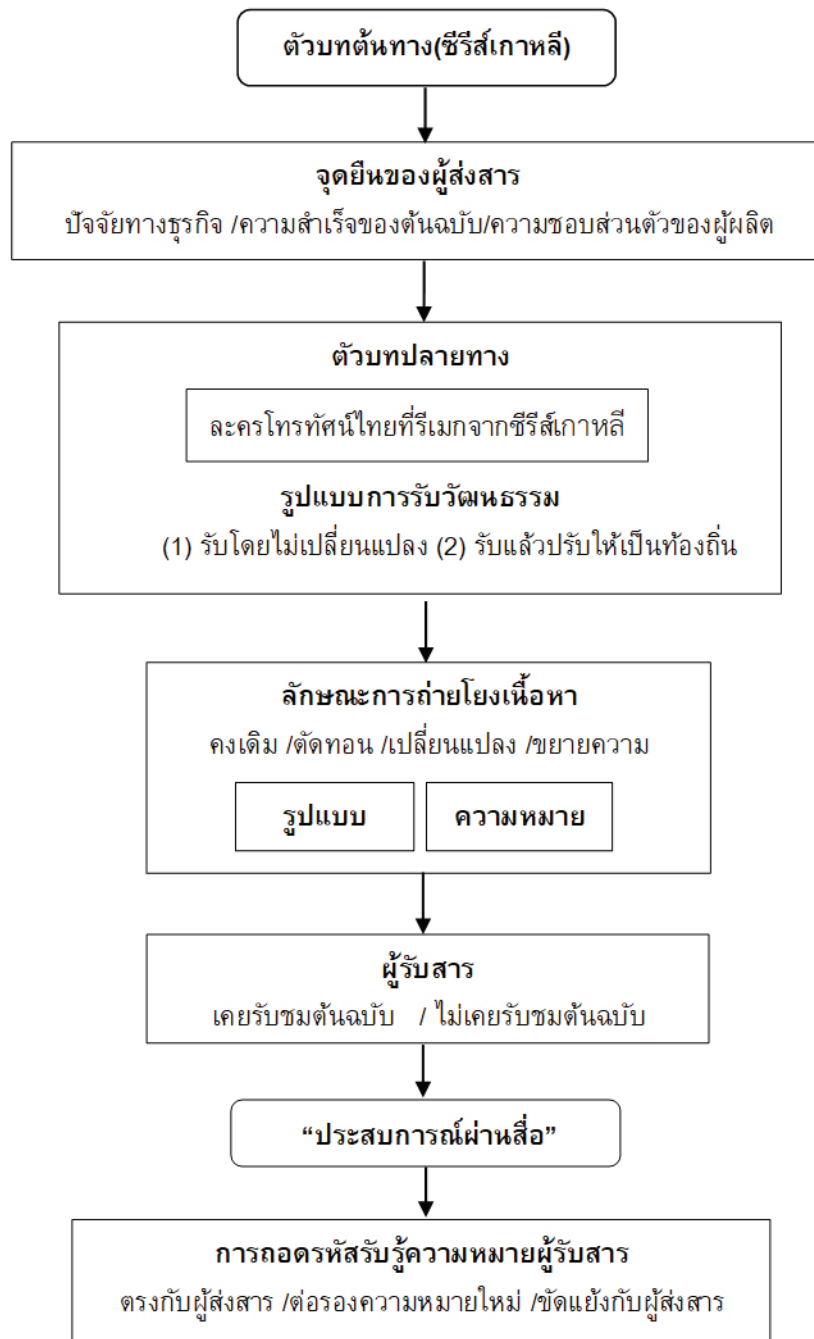 ตัวบทต้นทาง(ซีรีส์เกาหลี)
จุดยืนของผู้ส่งสาร
ปัจจัยทางธุรกิจ /ความสำเร็จของต้นฉบับ/ความชอบส่วนตัวของผู้ผลิต
ตัวบทปลายทาง
ละครโทรทัศน์ไทยที่รีเมกจากซีรีส์เกาหลี
รูปแบบการรับวัฒนธรรม
(1) รับโดยไม่เปลี่ยนแปลง (2) รับแล้วปรับให้เป็นท้องถิ่น
ลักษณะการถ่ายโยงเนื้อหา
คงเดิม /ตัดทอน /เปลี่ยนแปลง /ขยายความ
รูปแบบ
ความหมาย
ผู้รับสาร
เคยรับชมต้นฉบับ / ไม่เคยรับชมต้นฉบับ
“ประสบการณ์ผ่านสื่อ”
การถอดรหัสรับรู้ความหมายผู้รับสาร
ตรงกับผู้ส่งสาร /ต่อรองความหมายใหม่ /ขัดแย้งกับผู้ส่งสาร